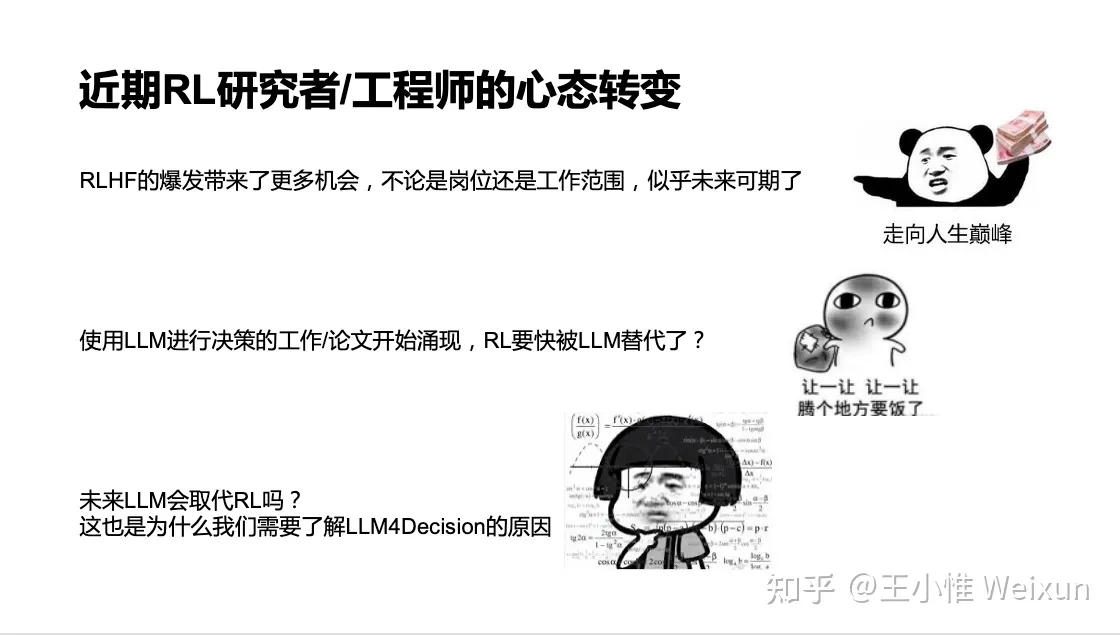 近期RL研究者/工程师的心态转变
RLHF的爆发带来了更多机会，不论是岗位还是工作范围，似乎未来可期了
走向人生巅峰
使用LLM进行决策的工作/论文开始涌现，RL要快被LLM替代了？
让一让 让一让
腾个地方要饭了
未来LLM会取代RL吗？
这也是为什么我们需要了解LLM4Decision的原因
知乎 @王小惟 Weixun